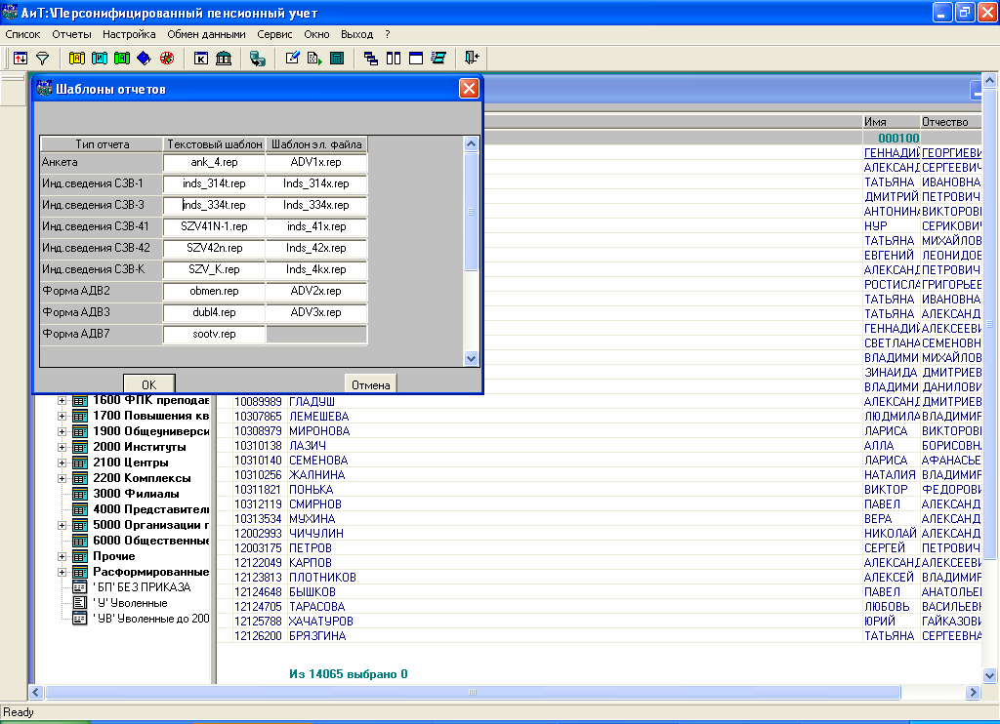 АиТ:\Персонифицированный пенсионный учет
Список Отчеты Настройка Обмен данными Сервис Окно Выход ?
Шаблоны отчетов
Тип отчета Текстовый шаблон Шаблон эл. файла
Анкета ank_4.rep ADV1x.rep
Инд.сведения СЗВ-1 inds_314t.rep Inds_314x.rep
Инд.сведения СЗВ-3 inds_334t.rep Inds_334x.rep
Инд.сведения СЗВ-41 SZV41N-1.rep inds_41x.rep
Инд.сведения СЗВ-42 SZV42n.rep Inds_42x.rep
Инд.сведения СЗВ-К SZV_K.rep Inds_4kx.rep
Форма АДВ2 obmen.rep ADV2x.rep
Форма АДВ3 dubl4.rep ADV3x.rep
Форма АДВ7 sootv.rep
OK Отмена
Имя Отчество
000100
ГЕННАДИЙ ГЕОРГИЕВИ
АЛЕКСАНД СЕРГЕЕВИЧ
ТАТЬЯНА ИВАНОВНА
ДМИТРИЙ ПЕТРОВИЧ
АНТОНИНА ВИКТОРОВ
НУР СЕРИКОВИЧ
ТАТЬЯНА МИХАЙЛОВ
ЕВГЕНИЙ ЛЕОНИДОВ
АЛЕКСАНД ПЕТРОВИЧ
РОСТИСЛА ГРИГОРЬЕВ
ТАТЬЯНА ИВАНОВНА
ТАТЬЯНА АЛЕКСАНД
ГЕННАДИЙ АЛЕКСЕЕВИ
СВЕТЛАНА СЕМЕНОВН
ВЛАДИМИ МИХАЙЛОВ
ЗИНАИДА ДМИТРИЕВ
ВЛАДИМИ ДАНИЛОВИ
10089989 ГЛАДУШ АЛЕКСАНД ДМИТРИЕВ
10307865 ЛЕМЕШЕВА ЛЮДМИЛА ВЛАДИМИР
10308979 МИРОНОВА ЛАРИСА ВИКТОРОВ
10310138 ЛАЗИЧ АЛЛА БОРИСОВН
10310140 СЕМЕНОВА ЛАРИСА АФАНАСЬЕ
10310256 ЖАЛНИНА НАТАЛИЯ ВЛАДИМИР
10311821 ПОНЬКА ВИКТОР ФЕДОРОВИ
10312119 СМИРНОВ ПАВЕЛ АЛЕКСАНД
10313534 МУХИНА ВЕРА АЛЕКСАНД
12002993 ЧИЧУЛИН НИКОЛАЙ АЛЕКСАНД
12003175 ПЕТРОВ СЕРГЕЙ ПЕТРОВИЧ
12122049 КАРПОВ АЛЕКСАНД АЛЕКСЕЕВИ
12123813 ПЛОТНИКОВ АЛЕКСЕЙ ВЛАДИМИР
12124648 БЫШКОВ ПАВЕЛ АНАТОЛЬЕ
12124705 ТАРАСОВА ЛЮБОВЬ ВАСИЛЬЕВ
12125788 ХАЧАТУРОВ ЮРИЙ ГАЙКАЗОВИ
12126200 БРЯЗГИНА ТАТЬЯНА СЕРГЕЕВНА
Из 14065 выбрано 0
1600 ФПК преподав
1700 Повышения кв
1900 Общеуниверси
2000 Институты
2100 Центры
2200 Комплексы
3000 Филиалы
4000 Представител
5000 Организации г
6000 Общественные
Прочие
Расформированные
'БП' БЕЗ ПРИКАЗА
'У' Уволенные
'УВ' Уволенные до 200
Ready